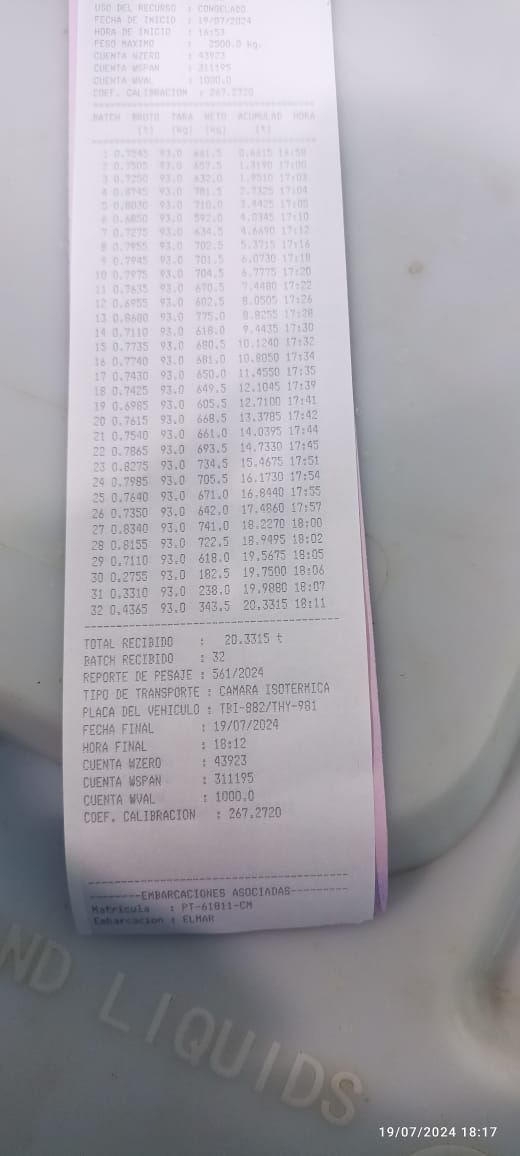 USO DEL RECURSO : CONGELADO
FECHA DE INICIO : 19/07/2024
HORA DE INICIO : 16:53
PESO MAXIMO : 2500.0 kg.
CUENTA WZERO : 43923
CUENTA WSPAN : 311195
CUENTA WVAL : 1000.0
COEF. CALIBRACION : 267.2720
BATCH BRUTO TARA NETO ACUMULAD HORA
[t] [kg] [kg] [t]
1 0.7545 93.0 661.5 0.6615 16:58
2 0.7505 93.0 657.5 1.3190 17:00
3 0.7250 93.0 632.0 1.9510 17:03
4 0.8745 93.0 781.5 2.7325 17:04
5 0.8030 93.0 710.0 3.4425
6 0.6850 93.0 592.0 4.0345 17:10
7 0.7275 93.0 634.5 4.6690 17:12
8 0.7955 93.0 702.5 5.3715 17:16
9 0.7945 93.0 701.5 6.0730 17:18
10 0.7975 93.0 704.5 6.7775 17:20
11 0.7635 93.0 670.5 7.4480 17:22
12 0.6955 93.0 602.5 8.0505 17:26
13 0.8680 93.0 775.0 8.8255 17:28
14 0.7110 93.0 618.0 9.4435 17:30
15 0.7735 93.0 680.5 10.1240 17:32
16 0.7740 93.0 681.0 10.8050 17:34
17 0.7430 93.0 650.0 11.4550 17:35
18 0.7425 93.0 649.5 12.1045 17:39
19 0.6985 93.0 605.5 12.7100 17:41
20 0.7615 93.0 668.5 13.3785 17:42
21 0.7540 93.0 661.0 14.0395 17:44
22 0.7865 93.0 693.5 14.7330 17:45
23 0.8275 93.0 734.5 15.4675 17:51
24 0.7985 93.0 705.5 16.1730 17:54
25 0.7640 93.0 671.0 16.8440 17:55
26 0.7350 93.0 642.0 17.4860 17:57
27 0.8340 93.0 741.0 18.2270 18:00
28 0.8155 93.0 722.5 18.9495 18:02
29 0.7110 93.0 618.0 19.5675 18:05
30 0.2755 93.0 182.5 19.7500 18:06
31 0.3310 93.0 238.0 19.9880 18:07
32 0.4365 93.0 343.5 20.3315 18:11
TOTAL RECIBIDO : 20.3315 t
BATCH RECIBIDO : 32
REPORTE DE PESAJE : 561/2024
TIPO DE TRANSPORTE : CAMARA ISOTERMICA
PLACA DEL VEHICULO : TBI-882/THY-981
FECHA FINAL : 19/07/2024
HORA FINAL : 18:12
CUENTA WZERO : 43923
CUENTA WSPAN : 311195
CUENTA WVAL : 1000.0
COEF. CALIBRACION : 267.2720
--------EMBARCACIONES ASOCIADAS---------
Matricula : PT-61811-CM
Embarcacion : ELMAR
ND LIQUIDS
19/07/2024 18:17